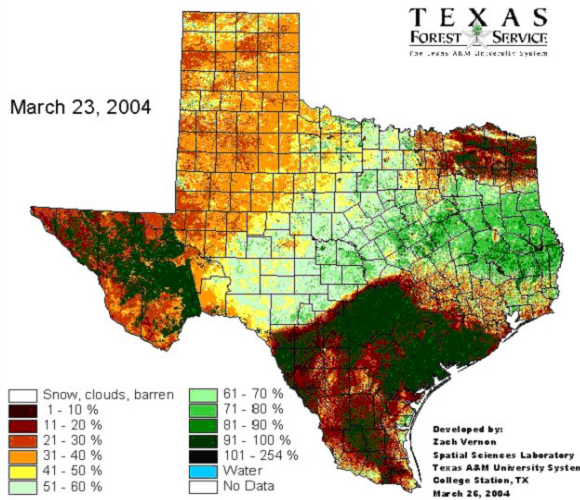 TEXAS
FOREST SERVICE
The Texas A&M University System
March 23, 2004
Snow, clouds, barren
1 - 10 %
11 - 20 %
21 - 30 %
31 - 40 %
41 - 50 %
51 - 60 %
61 - 70 %
71 - 80 %
81 - 90 %
91 - 100 %
101 - 254 %
Water
No Data
Developed by:
Zach Vernon
Spatial Sciences Laboratory
Texas A&M University System
College Station, TX
March 26, 2004